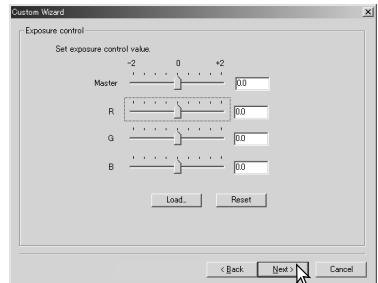 Custom Wizard
Exposure control
Set exposure control value.
-2 0 +2
Master 0.0
R 0.0
G 0.0
B 0.0
Load... Reset
< Back Next > Cancel